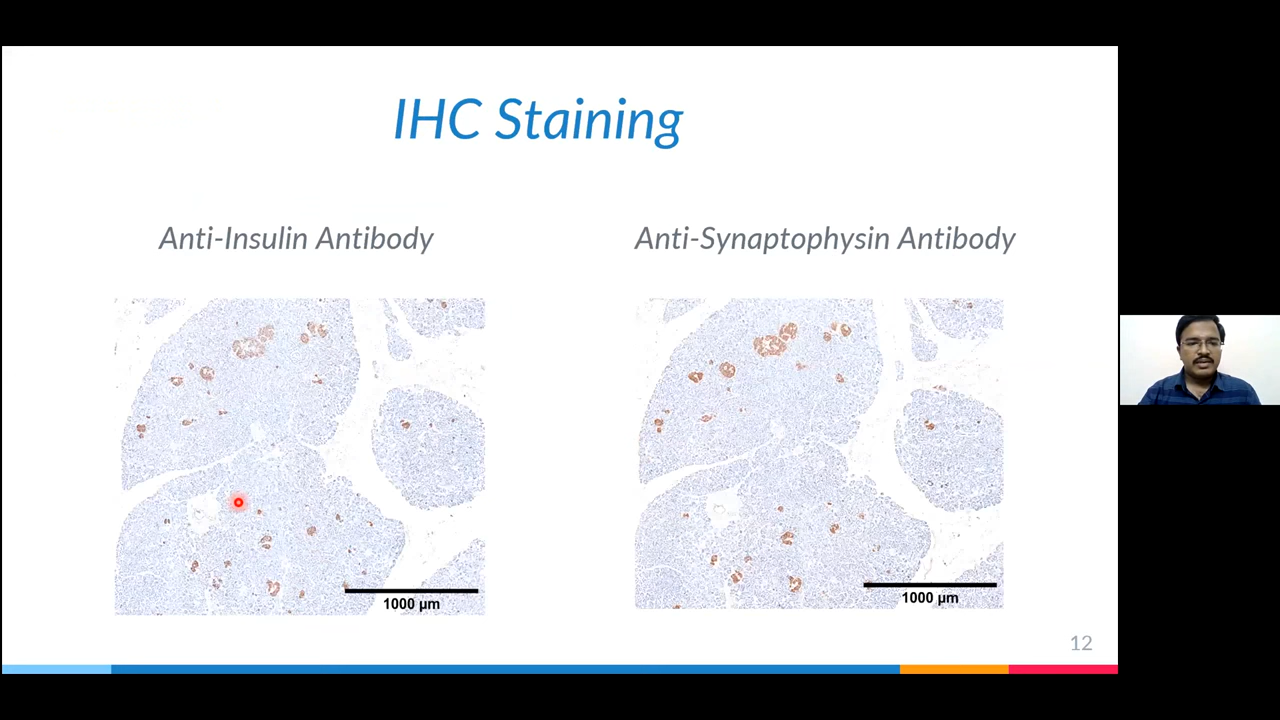 IHC Staining
Anti-Insulin Antibody
Anti-Synaptophysin Antibody
1000 µm
1000 µm
12